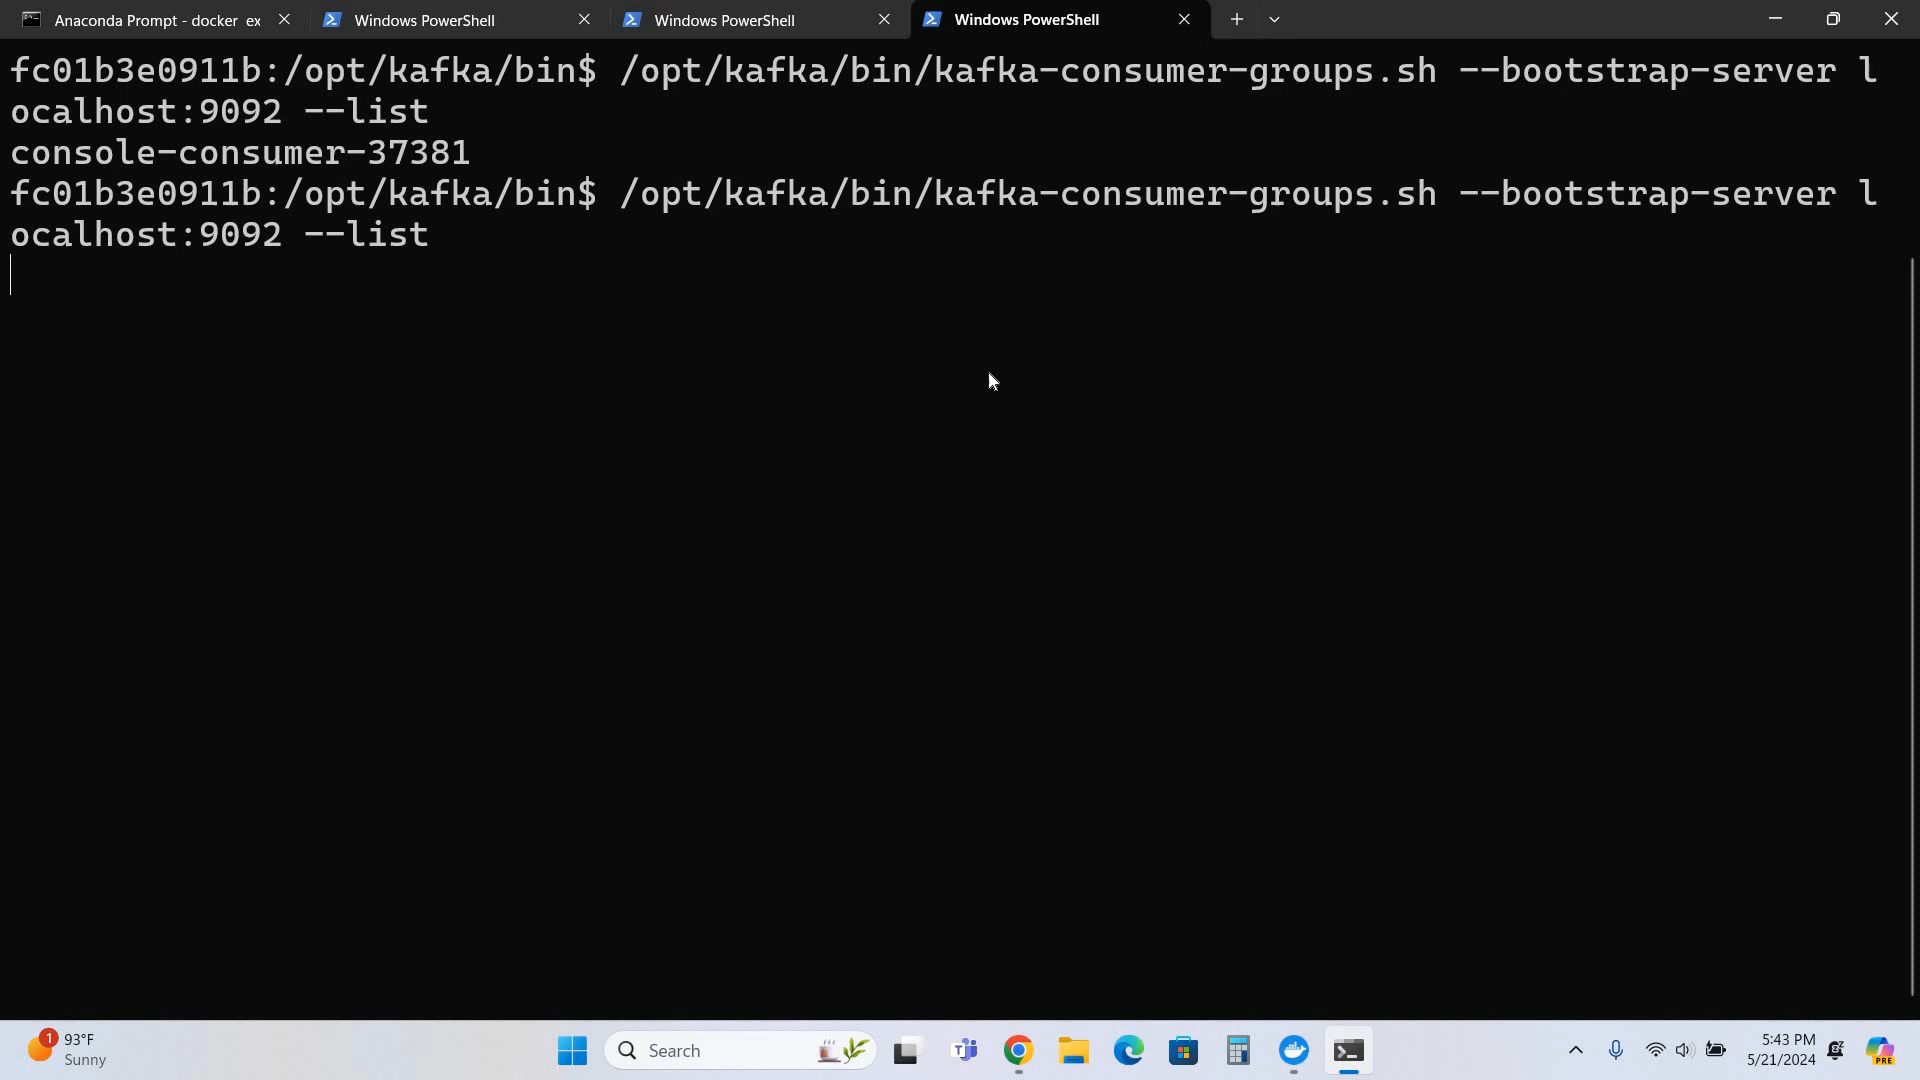 Anaconda Prompt - docker ex
Windows PowerShell
Windows PowerShell
Windows PowerShell
fc01b3e0911b:/opt/kafka/bin$ /opt/kafka/bin/kafka-consumer-groups.sh --bootstrap-server l
ocalhost:9092 --list
console-consumer-37381
fc01b3e0911b:/opt/kafka/bin$ /opt/kafka/bin/kafka-consumer-groups.sh --bootstrap-server l
ocalhost:9092 --list
1
93°F
Sunny
Search
5:43 PM
5/21/2024
PRE